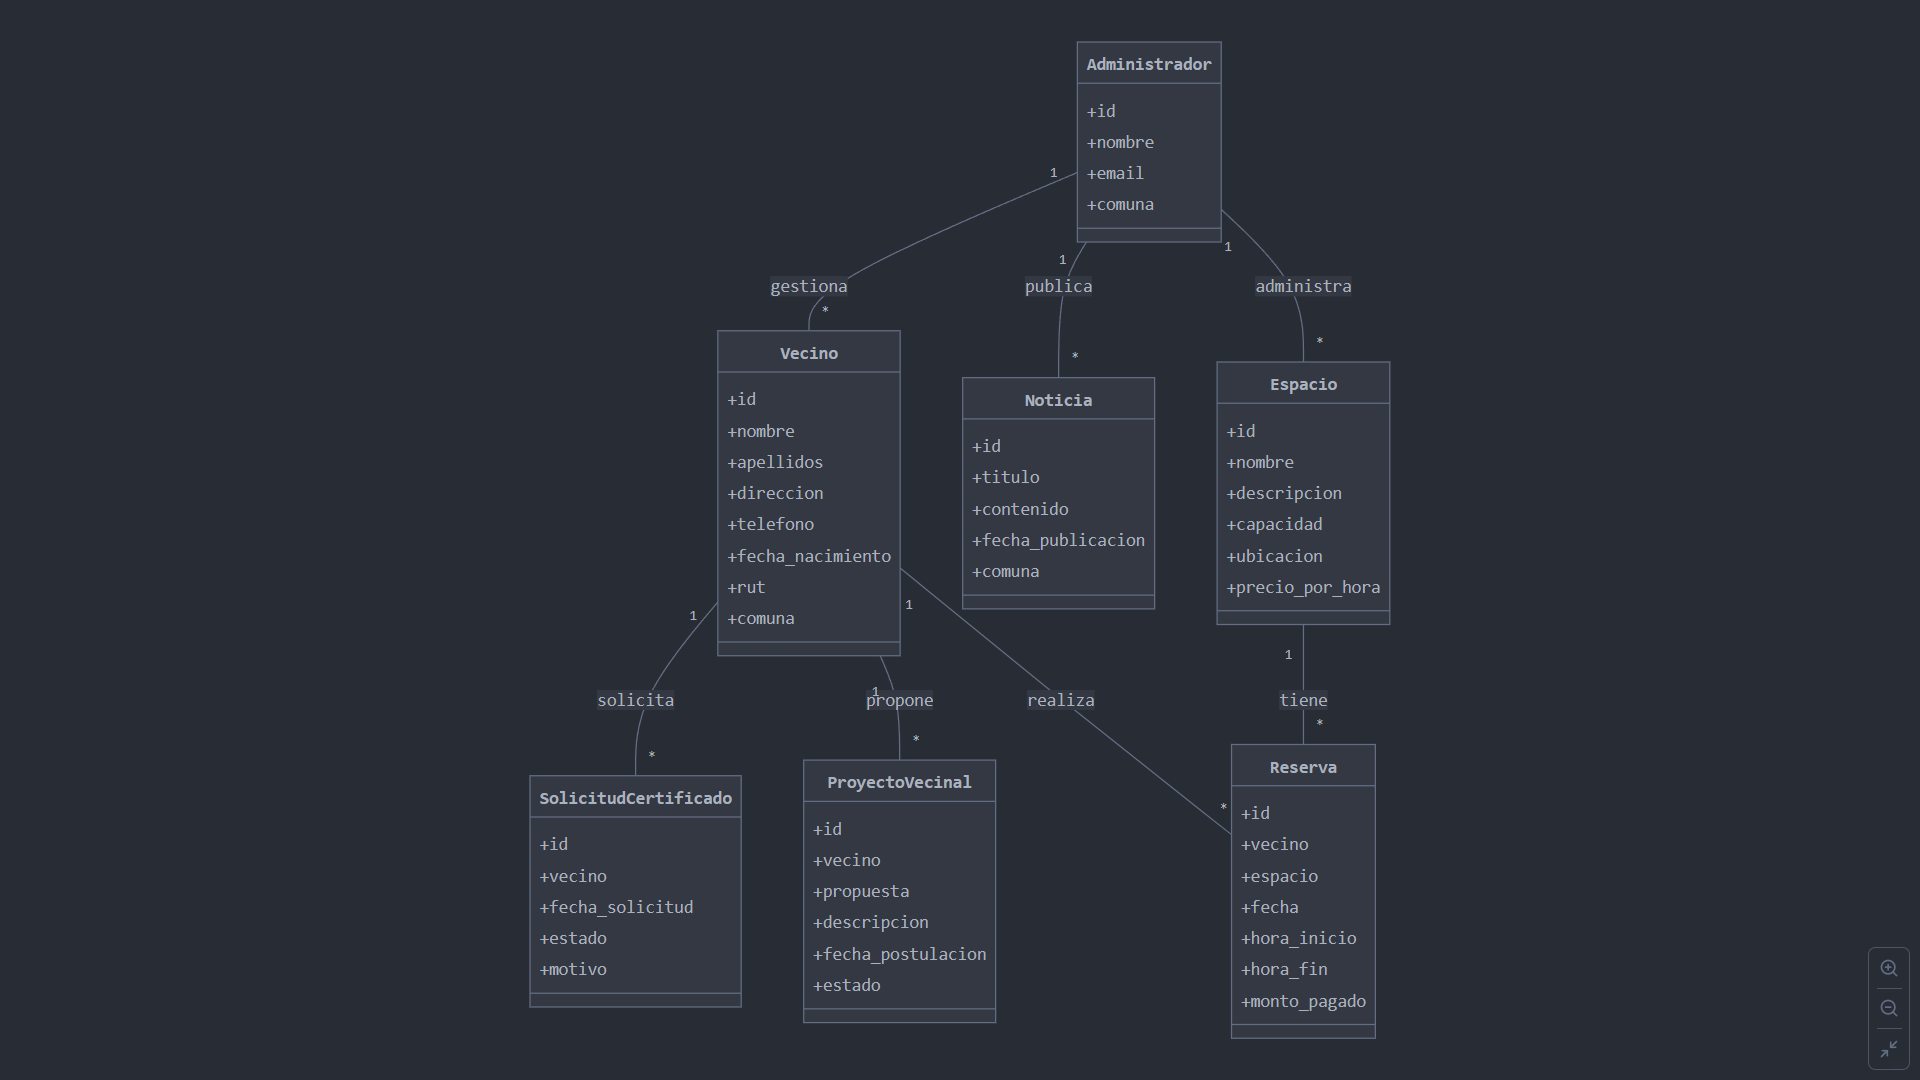 Administrador
+id
+nombre
+email
+comuna
1
1
1
gestiona
publica
administra
*
*
*
Vecino
+id
+nombre
+apellidos
+direccion
+telefono
+fecha_nacimiento
+rut
+comuna
Noticia
+id
+titulo
+contenido
+fecha_publicacion
+comuna
Espacio
+id
+nombre
+descripcion
+capacidad
+ubicacion
+precio_por_hora
1
1
1
1
solicita
propone
realiza
tiene
*
*
*
*
SolicitudCertificado
+id
+vecino
+fecha_solicitud
+estado
+motivo
ProyectoVecinal
+id
+vecino
+propuesta
+descripcion
+fecha_postulacion
+estado
Reserva
+id
+vecino
+espacio
+fecha
+hora_inicio
+hora_fin
+monto_pagado